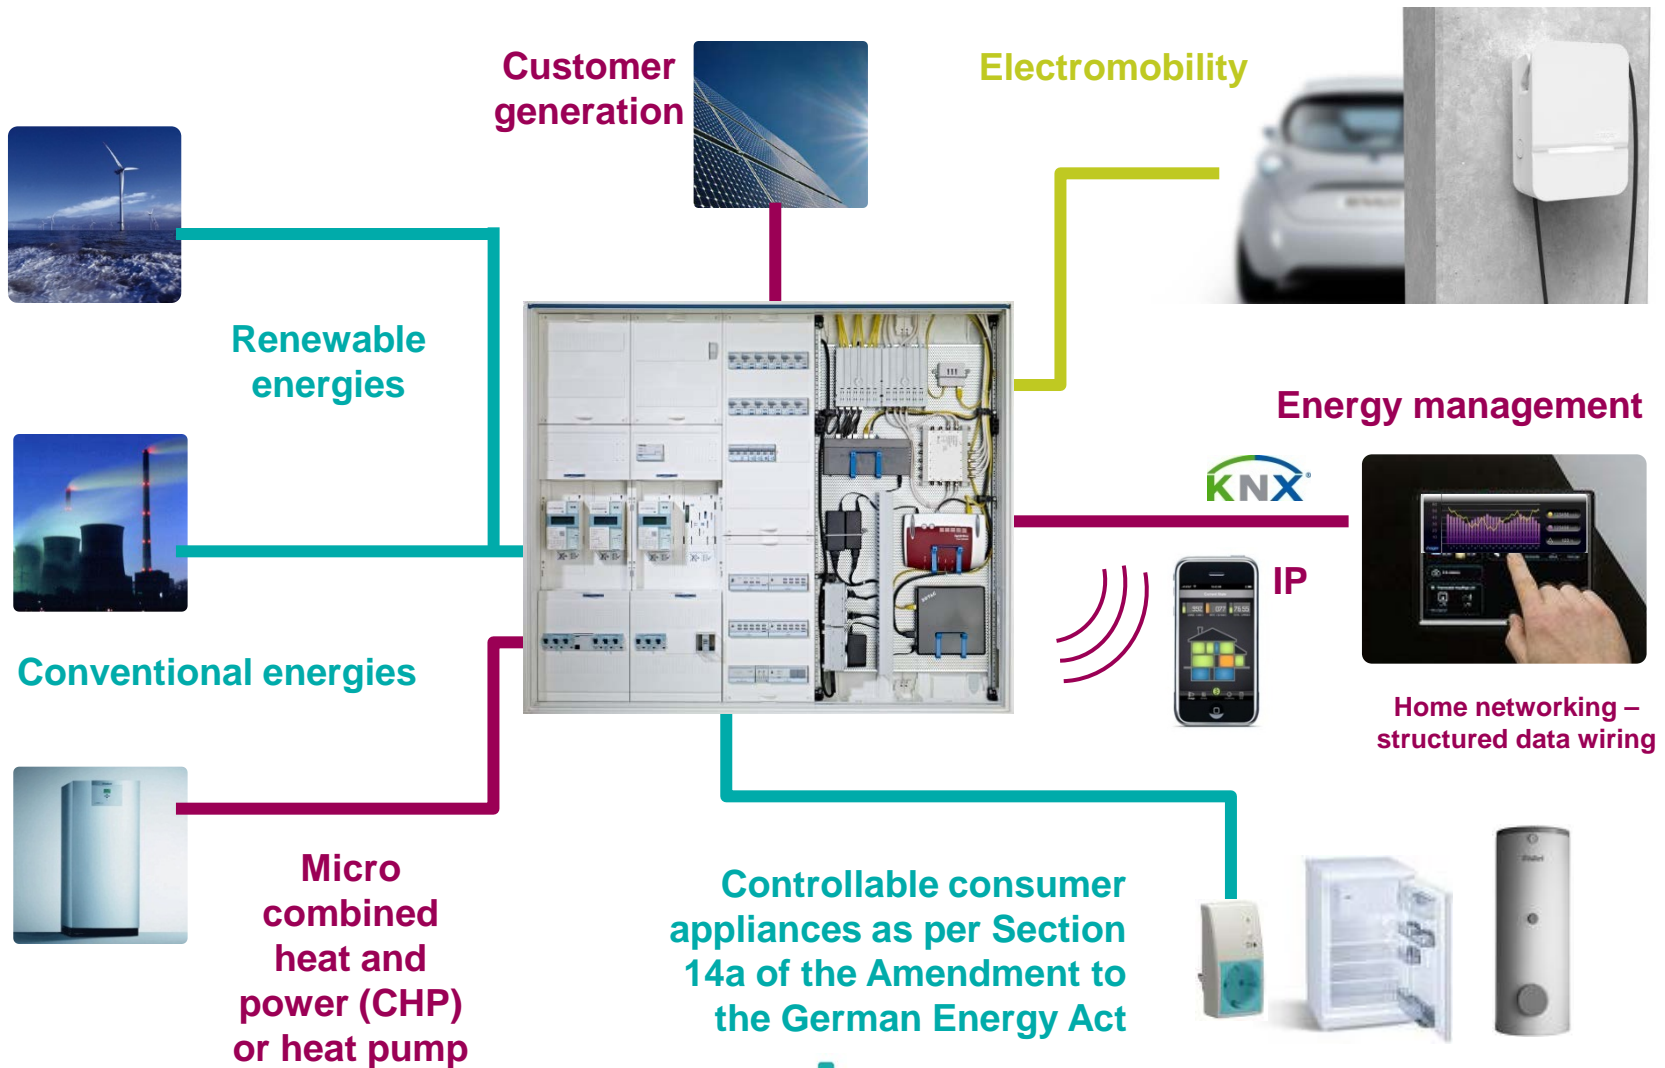 Customer
generation
Electromobility
Renewable
energies
Energy management
KNX
IP
Conventional energies
Home networking –
structured data wiring
Micro
combined
heat and
power (CHP)
or heat pump
Controllable consumer
appliances as per Section
14a of the Amendment to
the German Energy Act